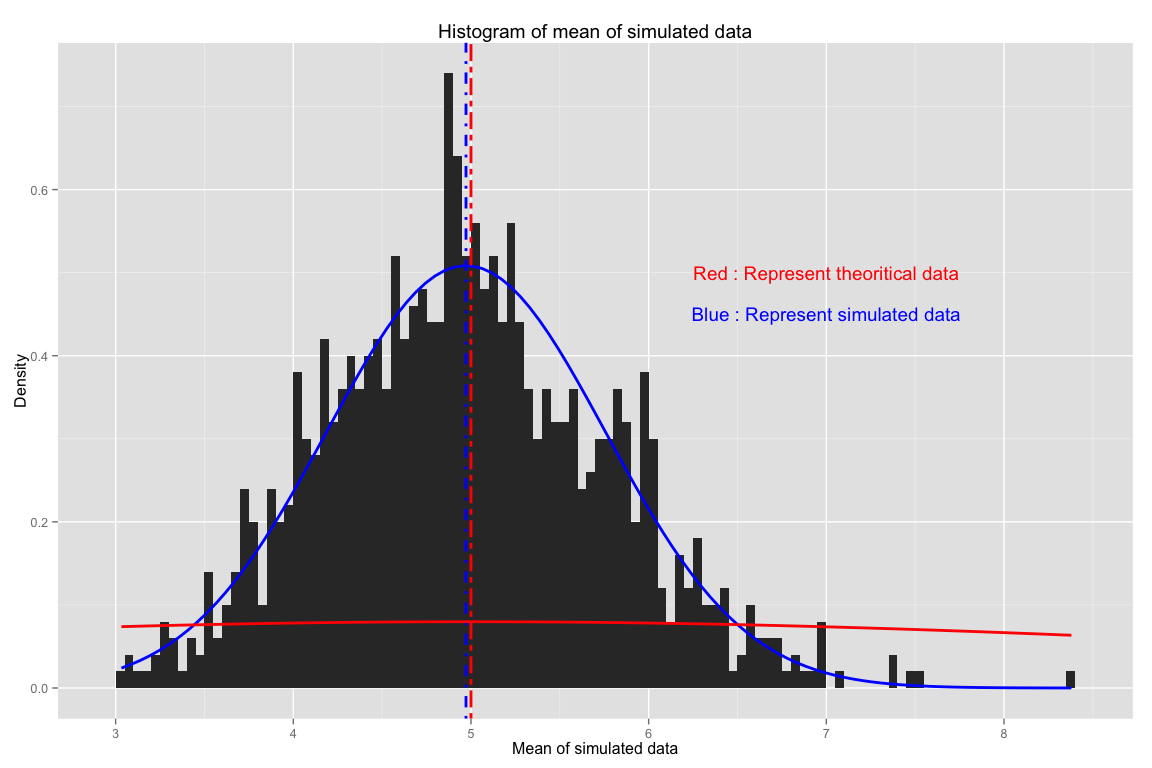 Histogram of mean of simulated data
Density
0.6
0.4
0.2
0.0
Red : Represent theoritical data
Blue : Represent simulated data
3 4 5 6 7 8
Mean of simulated data